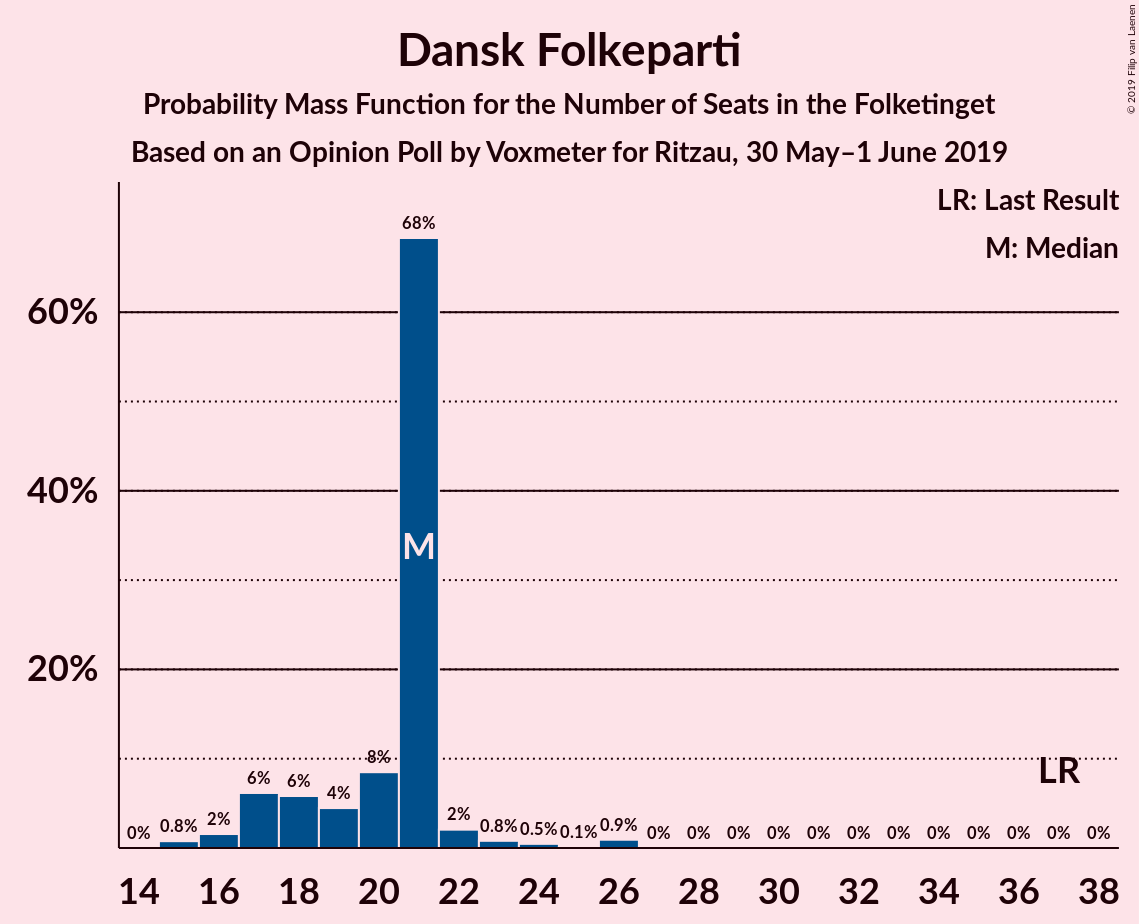 Dansk Folkeparti
Probability Mass Function for the Number of Seats in the Folketinget
Based on an Opinion Poll by Voxmeter for Ritzau, 30 May–1 June 2019
© 2019 Filip van Laenen
LR: Last Result
M: Median
60%
40%
20%
0% 0.8% 2% 6% 6% 4% 8% 68% 2% 0.8% 0.5% 0.1% 0.9% 0% 0% 0% 0% 0% 0% 0% 0% 0% 0% 0% 0%
M
LR
14 16 18 20 22 24 26 28 30 32 34 36 38